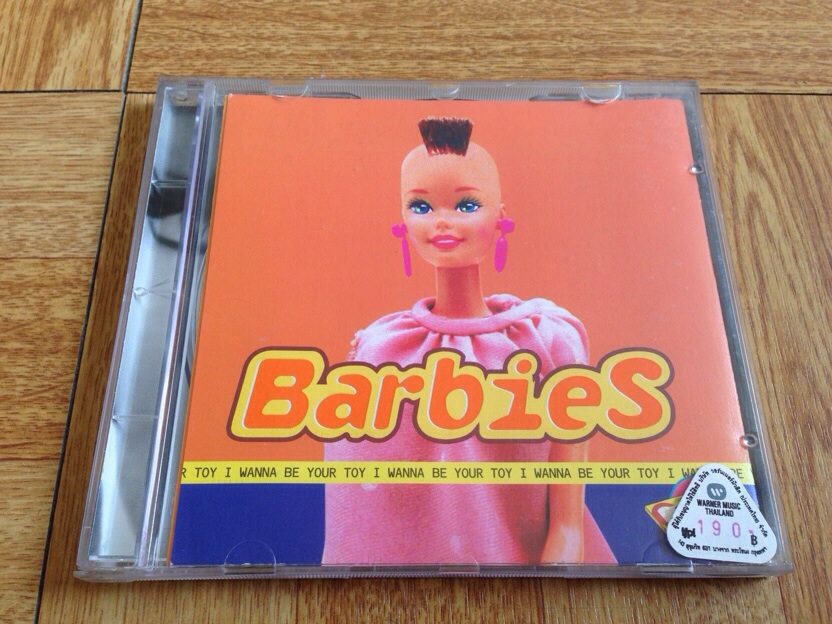 BarbieS
R TOY I WANNA BE YOUR TOY I WANNA BE YOUR TOY I WANNA BE YOUR TOY I WA
WARNER MUSIC
THAILAND
ifpi
190.-
฿